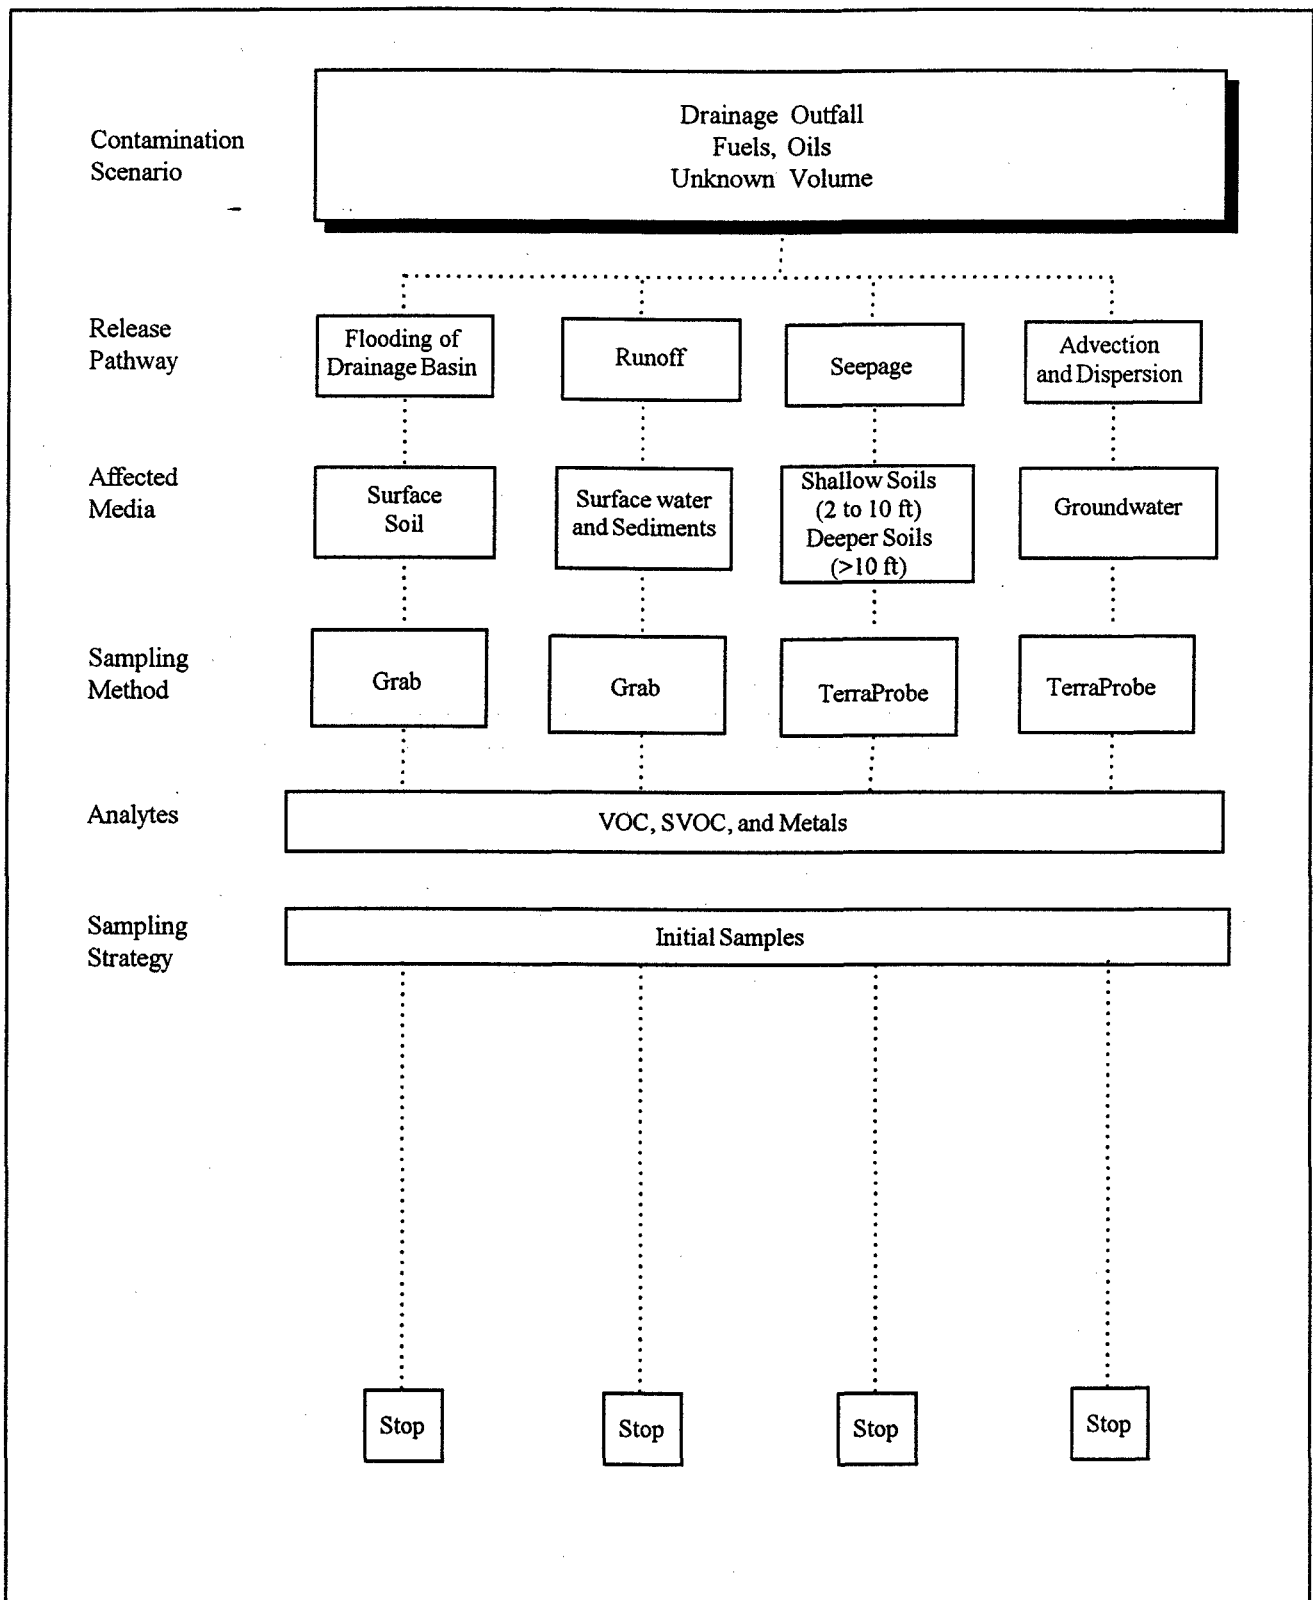 Contamination
Scenario
Drainage Outfall
Fuels, Oils
Unknown Volume
Release
Pathway
Flooding of
Drainage Basin
Runoff
Seepage
Advection
and Dispersion
Affected
Media
Surface
Soil
Surface water
and Sediments
Shallow Soils
(2 to 10 ft)
Deeper Soils
(>10 ft)
Groundwater
Sampling
Method
Grab
Grab
TerraProbe
TerraProbe
Analytes
VOC, SVOC, and Metals
Sampling
Strategy
Initial Samples
Stop
Stop
Stop
Stop